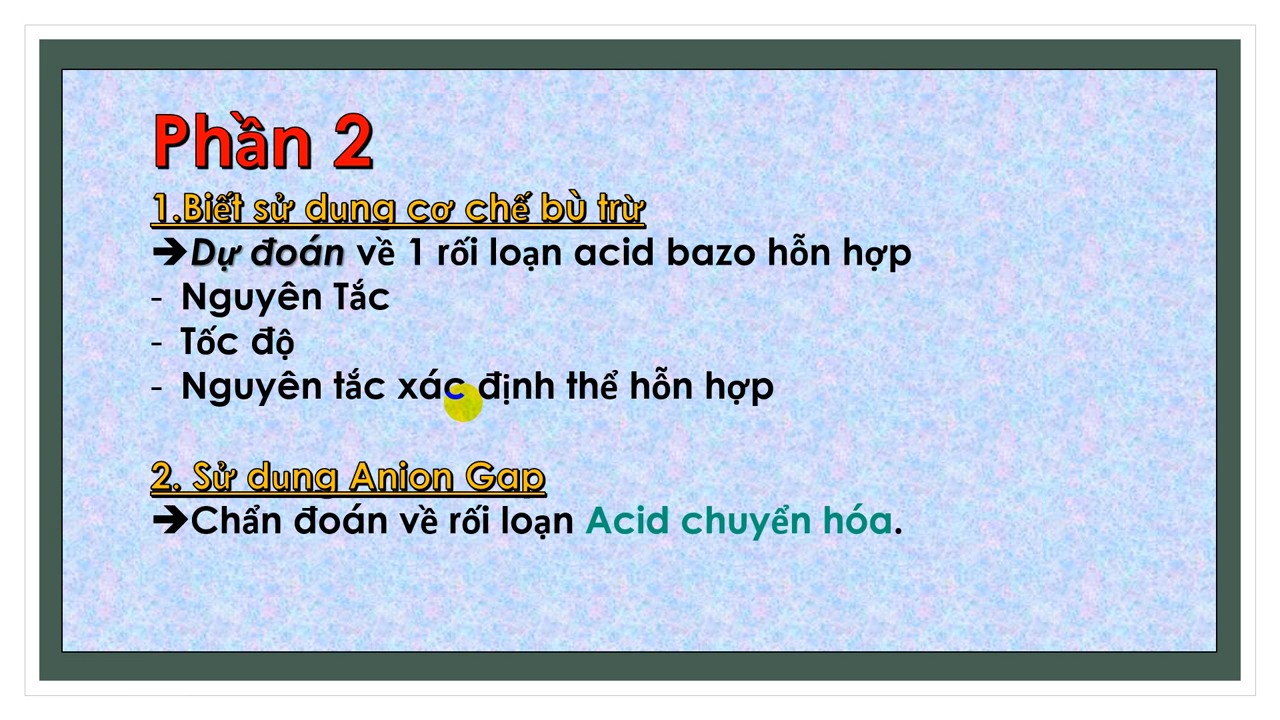 Phần 2
1.Biết sử dụng cơ chế bù trừ
➔Dự đoán về 1 rối loạn acid bazo hỗn hợp
- Nguyên Tắc
- Tốc độ
- Nguyên tắc xác định thể hỗn hợp
2. Sử dụng Anion Gap
➔Chẩn đoán về rối loạn Acid chuyển hóa.